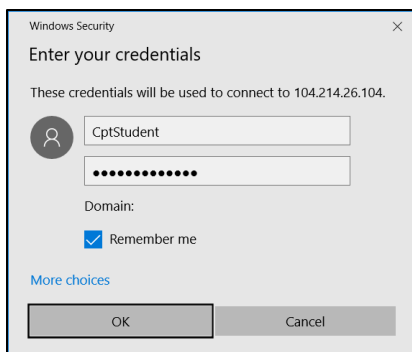 Windows Security
Enter your credentials
These credentials will be used to connect to 104.214.26.104.
CptStudent
•••••••••••••
Domain:
Remember me
More choices
OK Cancel